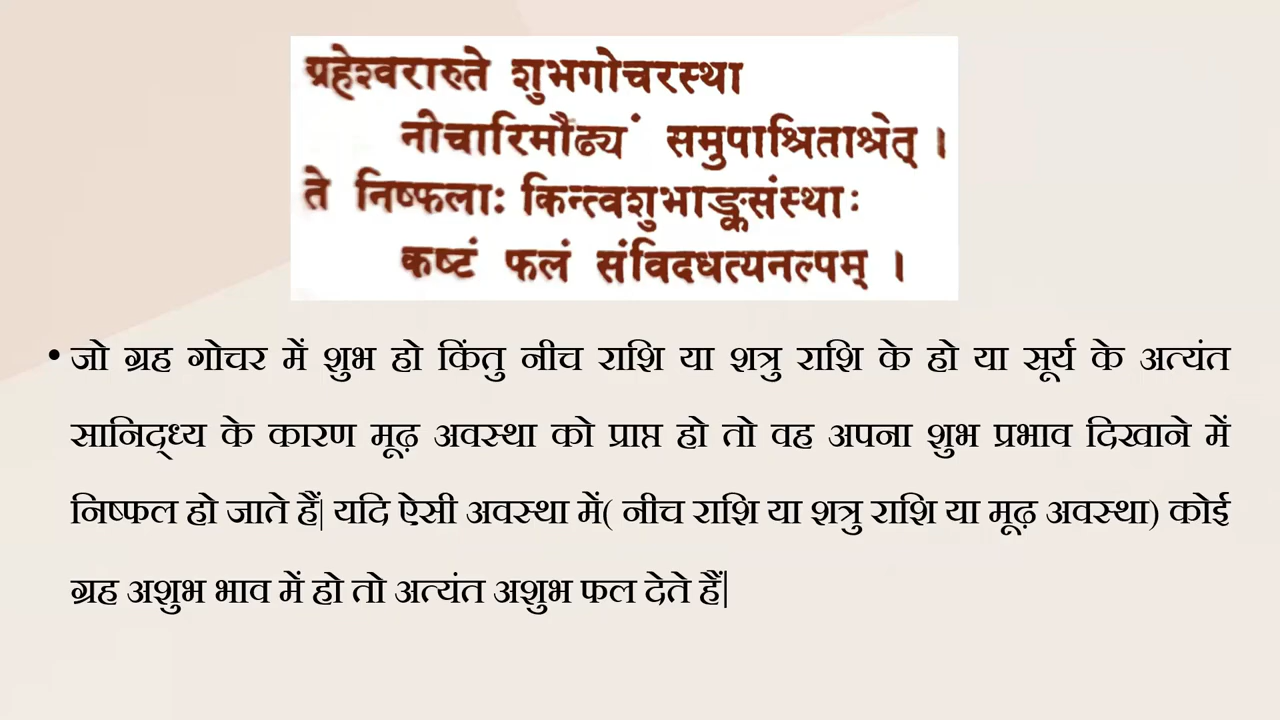 ग्रहेश्वरारुते शुभगोचरस्था
नीचारिमौढ्यं समुपाश्रिताश्रेत् ।
ते निष्फलाः किन्त्वशुभाङ्कसंस्थाः
कष्टं फलं संविदधत्यनल्पम् ।
• जो ग्रह गोचर में शुभ हो किंतु नीच राशि या शत्रु राशि के हो या सूर्य के अत्यंत
सानिद्ध्य के कारण मूढ़ अवस्था को प्राप्त हो तो वह अपना शुभ प्रभाव दिखाने में
निष्फल हो जाते हैं| यदि ऐसी अवस्था में( नीच राशि या शत्रु राशि या मूढ़ अवस्था) कोई
ग्रह अशुभ भाव में हो तो अत्यंत अशुभ फल देते हैं|